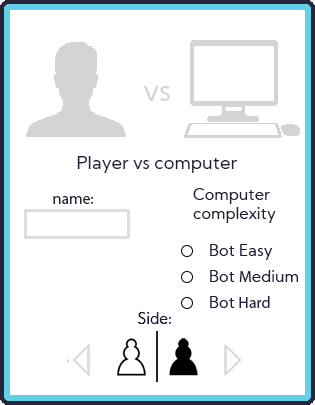 vs
Player vs computer
name:
Computer
complexity
Bot Easy
Bot Medium
Bot Hard
Side: